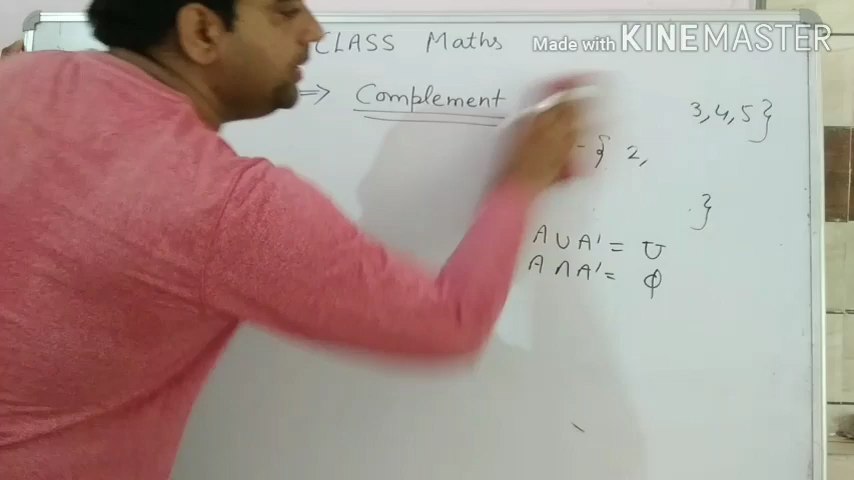 CLASS Maths
Made with KINEMASTER
⇒ Complement
3, 4, 5}
-{ 2,
}
A ∪ A' = U
A ∩ A' = ϕ